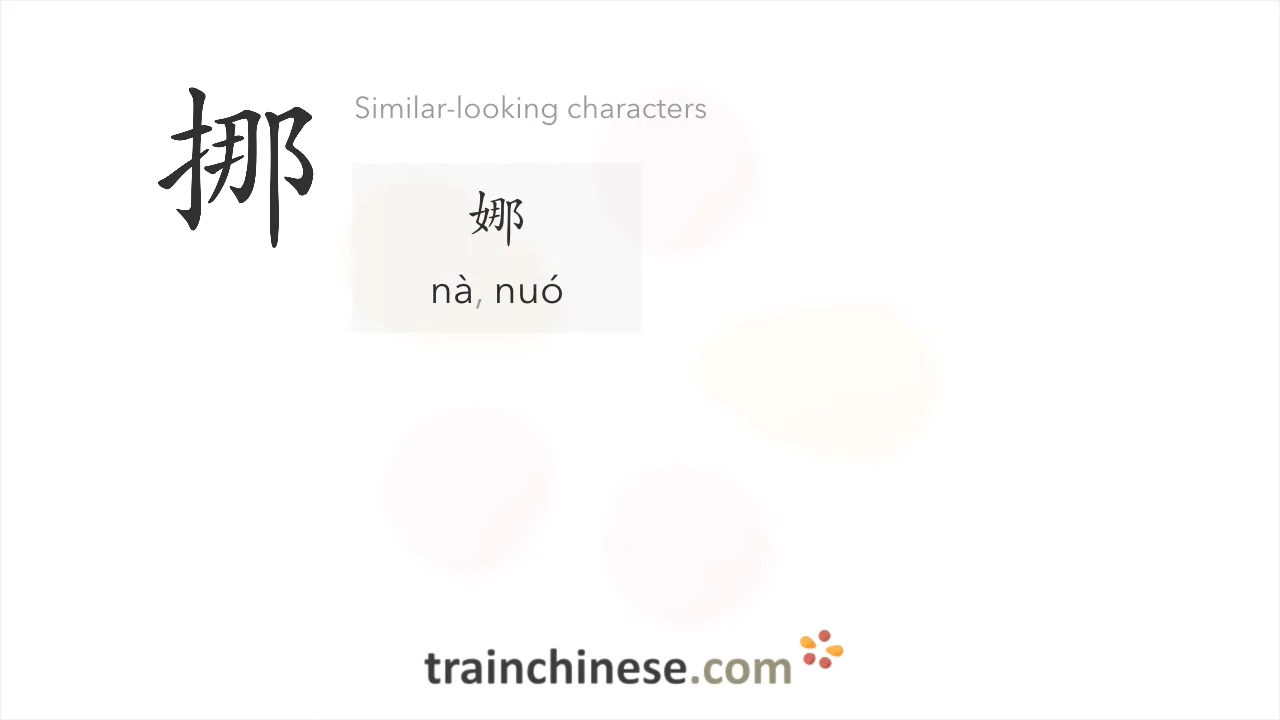 挪
Similar-looking characters
娜
nà, nuó
trainchinese.com